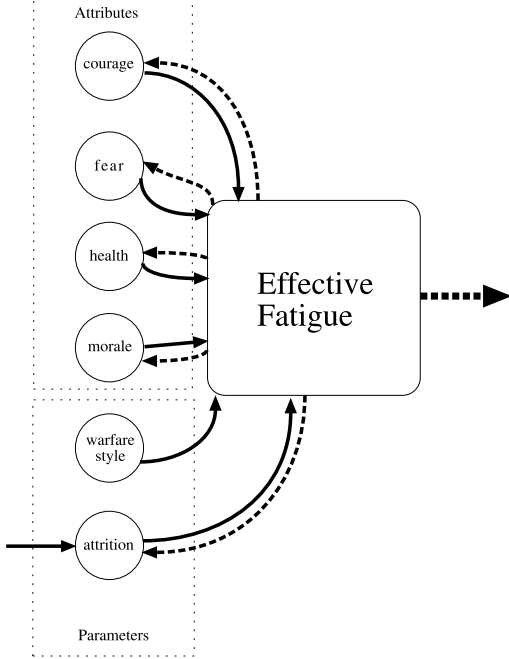 Attributes
courage
fear
health
morale
Effective
Fatigue
warfare
style
attrition
Parameters